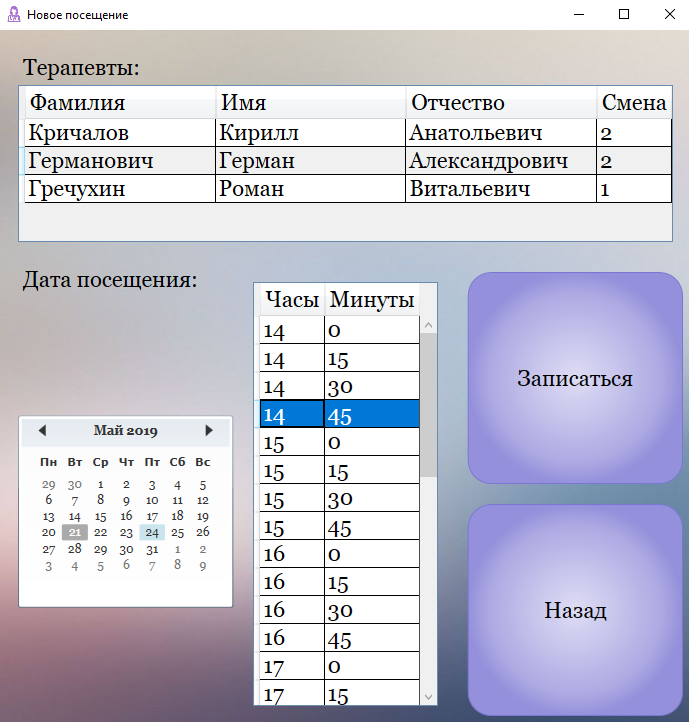 Новое посещение
Терапевты:
Фамилия Имя Отчество Смена
Кричалов Кирилл Анатольевич 2
Германович Герман Александрович 2
Гречухин Роман Витальевич 1
Дата посещения:
Май 2019
Пн Вт Ср Чт Пт Сб Вс
29 30 1 2 3 4 5
6 7 8 9 10 11 12
13 14 15 16 17 18 19
20 21 22 23 24 25 26
27 28 29 30 31 1 2
3 4 5 6 7 8 9
Часы Минуты
14 0
14 15
14 30
14 45
15 0
15 15
15 30
15 45
16 0
16 15
16 30
16 45
17 0
17 15
Записаться
Назад